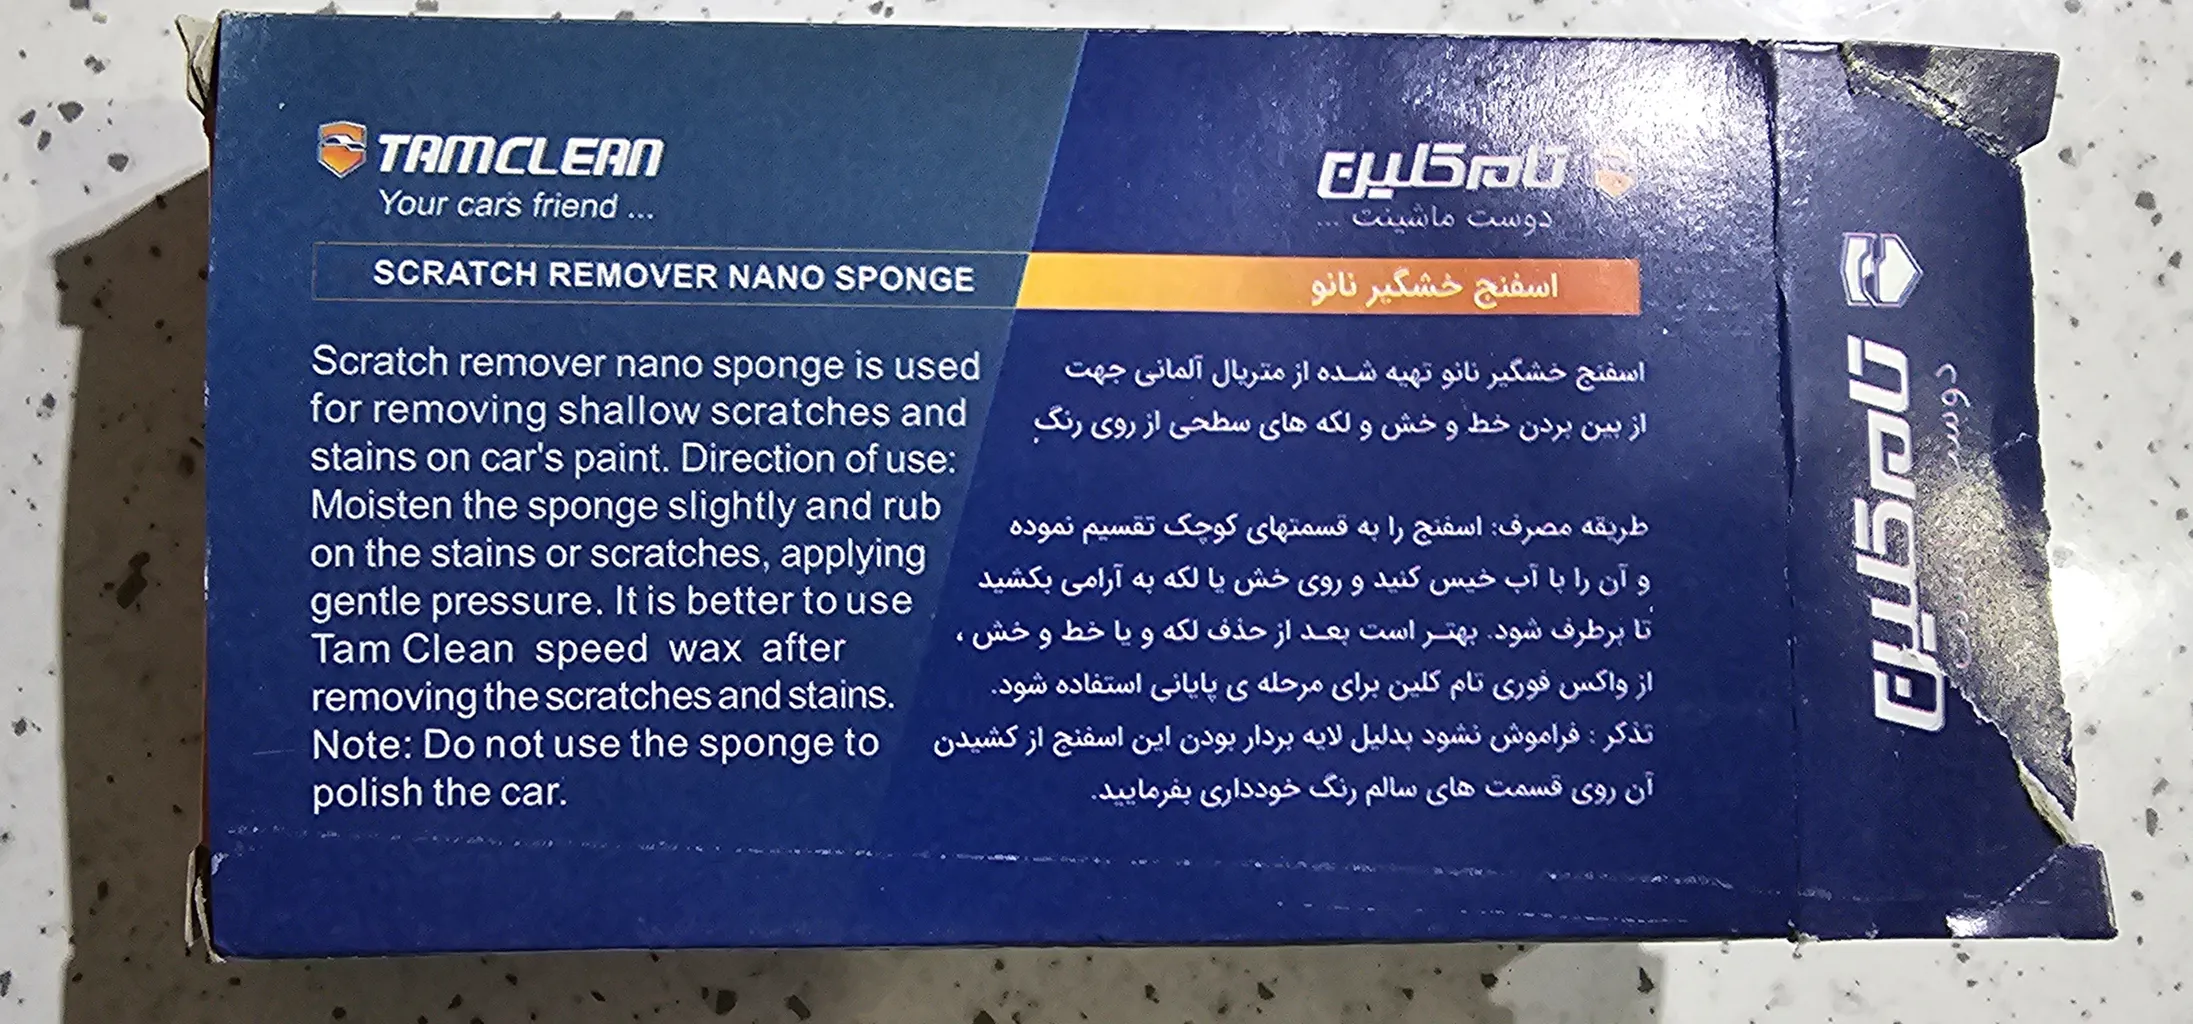 TAMCLEAN
Your car's friend ...
SCRATCH REMOVER NANO SPONGE
Scratch remover nano sponge is used
for removing shallow scratches and
stains on car's paint. Direction of use:
Moisten the sponge slightly and rub
on the stains or scratches, applying
gentle pressure. It is better to use
Tam Clean speed wax after
removing the scratches and stains.
Note: Do not use the sponge to
polish the car.
تام کلین
دوست ماشینت ...
اسفنج خشگیر نانو
اسفنج خشگیر نانو تهیه شده از متریال آلمانی جهت
از بین بردن خط و خش و لکه های سطحی از روی رنگ
طریقه مصرف: اسفنج را به قسمتهای کوچک تقسیم نموده
و آن را با آب خیس کنید و روی خش یا لکه به آرامی بکشید
تا برطرف شود. بهتر است بعد از حذف لکه و یا خط و خش ،
از واکس فوری تام کلین برای مرحله ی پایانی استفاده شود.
تذکر : فراموش نشود بدلیل لایه بردار بودن این اسفنج از کشیدن
آن روی قسمت های سالم رنگ خودداری بفرمایید.
تام کلین